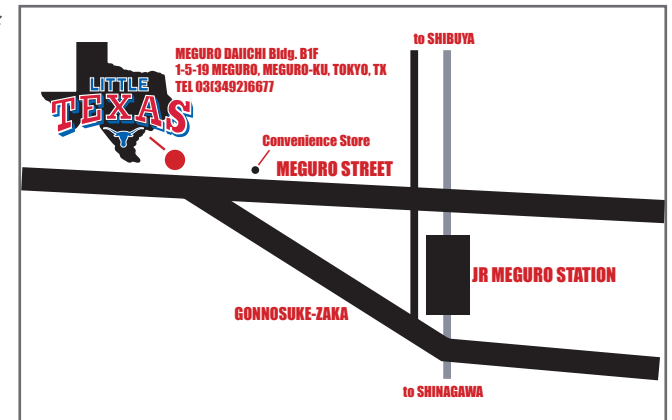 to SHIBUYA
MEGURO DAIICHI Bldg. B1F
1-5-19 MEGURO, MEGURO-KU, TOKYO, TX
TEL 03(3492)6677
LITTLE
TEXAS
Convenience Store
MEGURO STREET
JR MEGURO STATION
GONNOSUKE-ZAKA
to SHINAGAWA